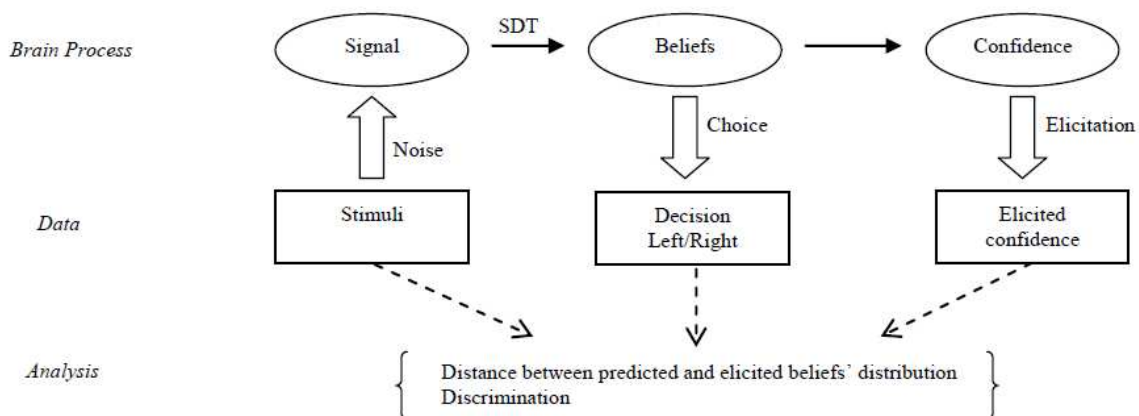 SDT
Brain Process
Signal
Beliefs
Confidence
Noise
Choice
Elicitation
Data
Stimuli
Decision
Left/Right
Elicited
confidence
Analysis
Distance between predicted and elicited beliefs’ distribution
Discrimination